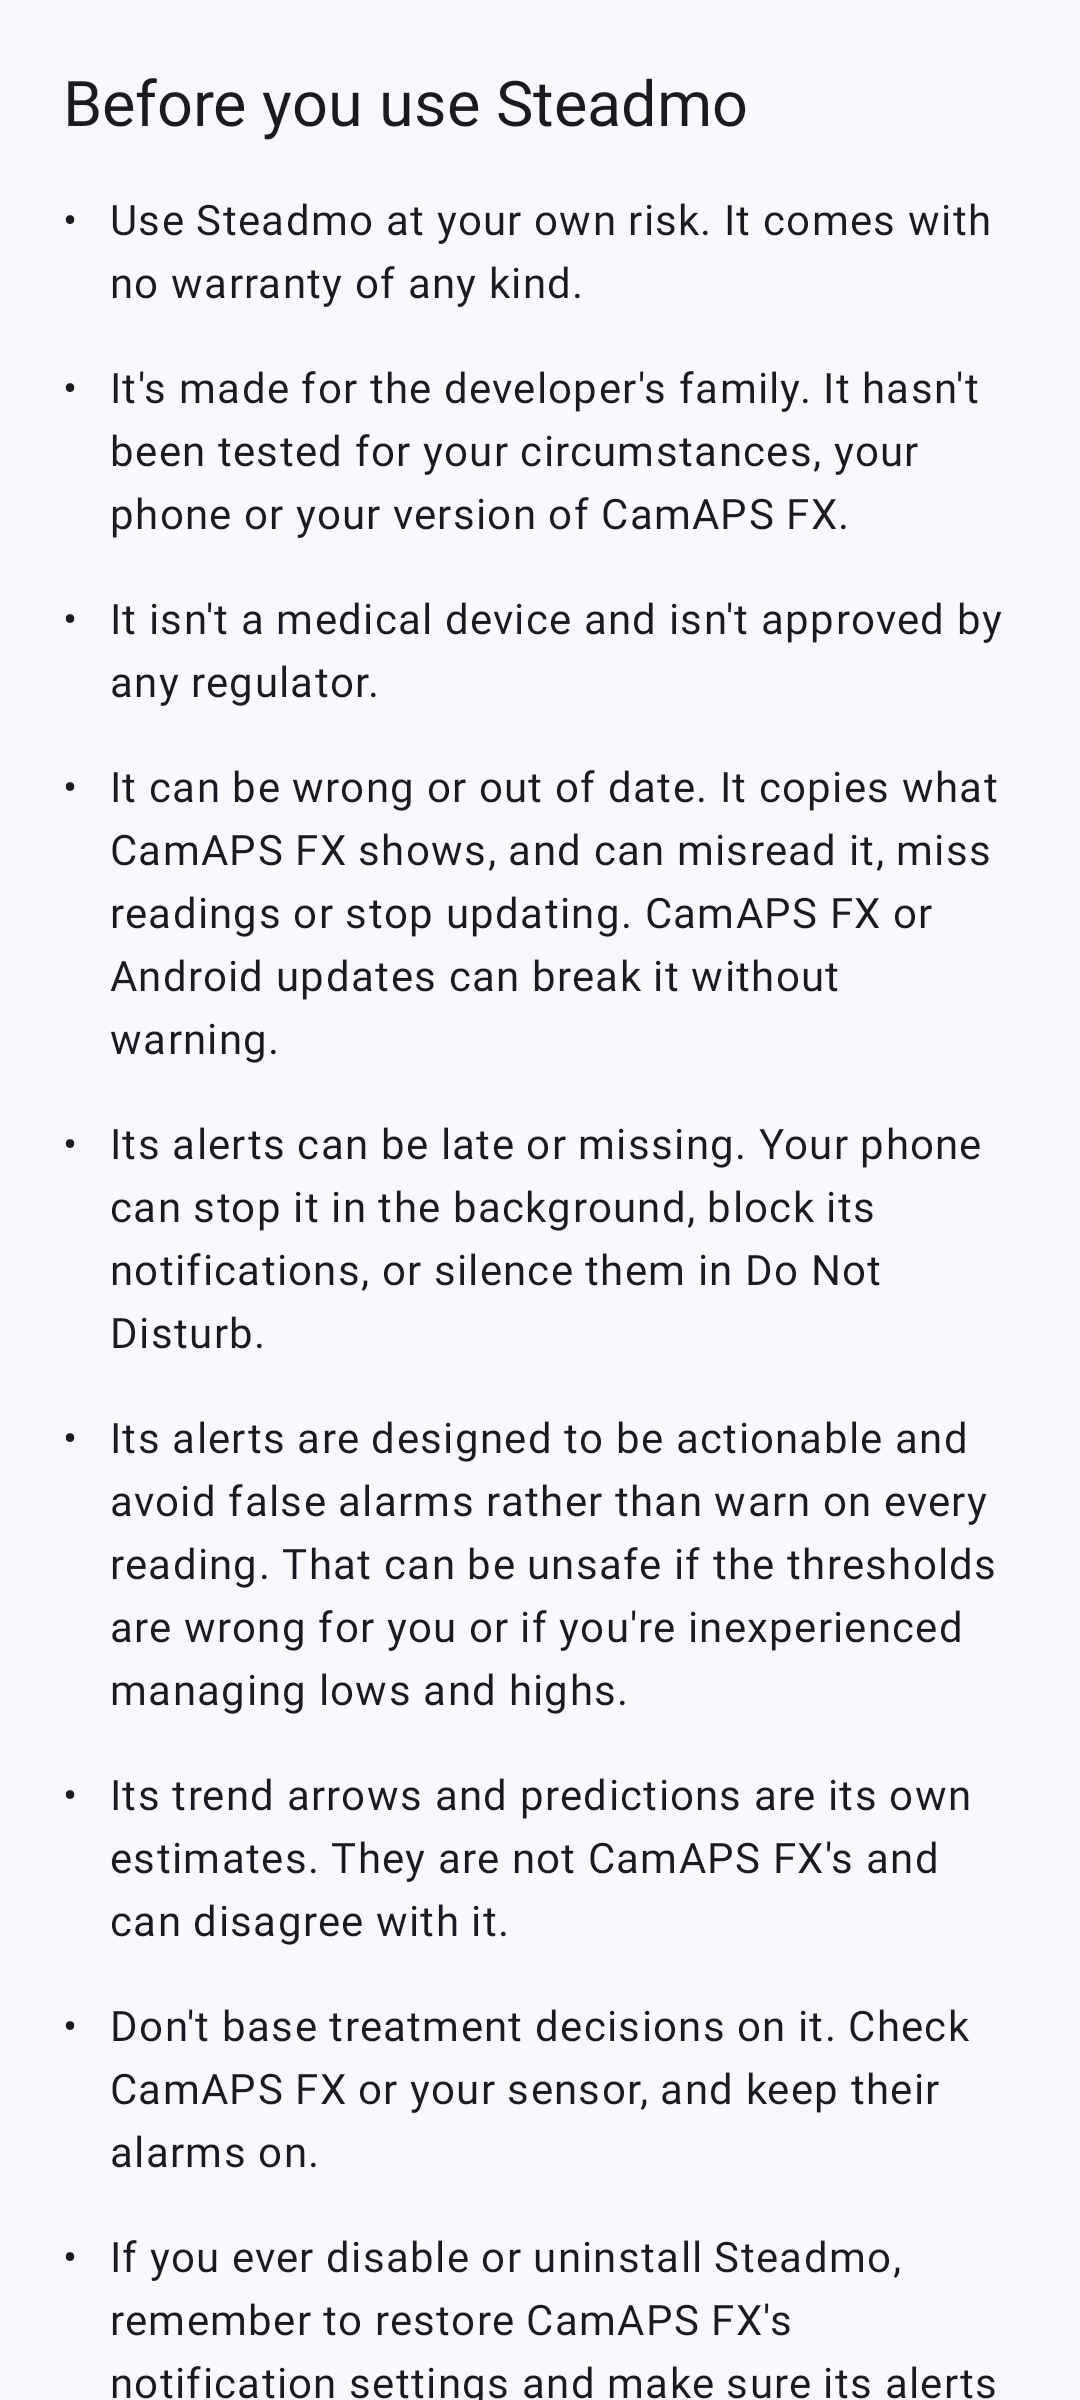 Before you use Steadmo
• Use Steadmo at your own risk. It comes with
no warranty of any kind.
• It's made for the developer's family. It hasn't
been tested for your circumstances, your
phone or your version of CamAPS FX.
• It isn't a medical device and isn't approved by
any regulator.
• It can be wrong or out of date. It copies what
CamAPS FX shows, and can misread it, miss
readings or stop updating. CamAPS FX or
Android updates can break it without
warning.
• Its alerts can be late or missing. Your phone
can stop it in the background, block its
notifications, or silence them in Do Not
Disturb.
• Its alerts are designed to be actionable and
avoid false alarms rather than warn on every
reading. That can be unsafe if the thresholds
are wrong for you or if you're inexperienced
managing lows and highs.
• Its trend arrows and predictions are its own
estimates. They are not CamAPS FX's and
can disagree with it.
• Don't base treatment decisions on it. Check
CamAPS FX or your sensor, and keep their
alarms on.
• If you ever disable or uninstall Steadmo,
remember to restore CamAPS FX's
notification settings and make sure its alerts